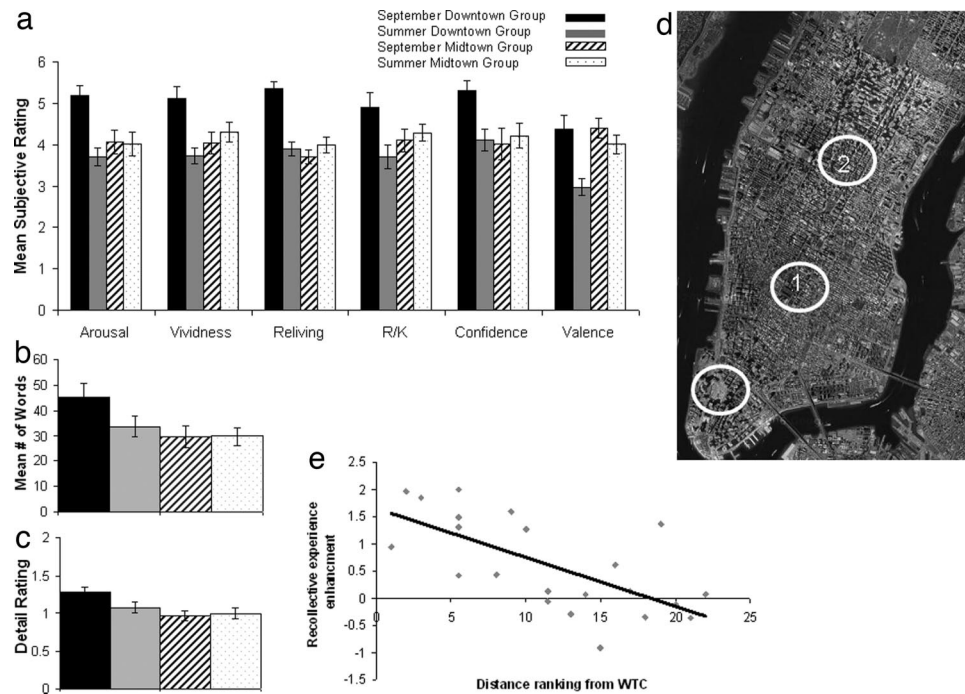 a
September Downtown Group
Summer Downtown Group
September Midtown Group
Summer Midtown Group
Mean Subjective Rating
6
5
4
3
2
1
0
Arousal Vividness Reliving R/K Confidence Valence
b
Mean # of Words
60
50
40
30
20
10
0
c
Detail Rating
2
1.5
1
0.5
0
d
2
1
e
Recollective experience
enhancment
2.5
2
1.5
1
0.5
0
-0.5
-1
-1.5
0 5 10 15 20 25
Distance ranking from WTC